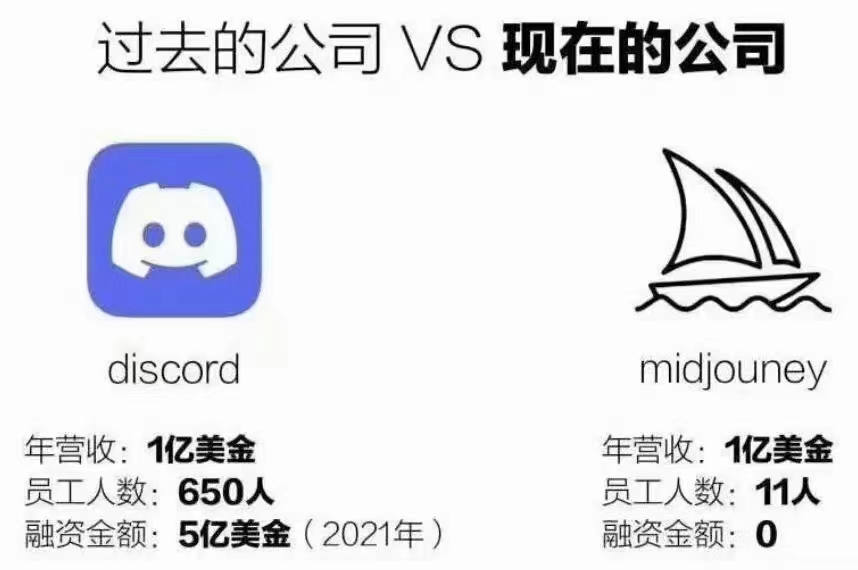 过去的公司 VS 现在的公司
discord
midjouney
年营收：1亿美金
员工人数：650人
融资金额：5亿美金（2021年）
年营收：1亿美金
员工人数：11人
融资金额：0